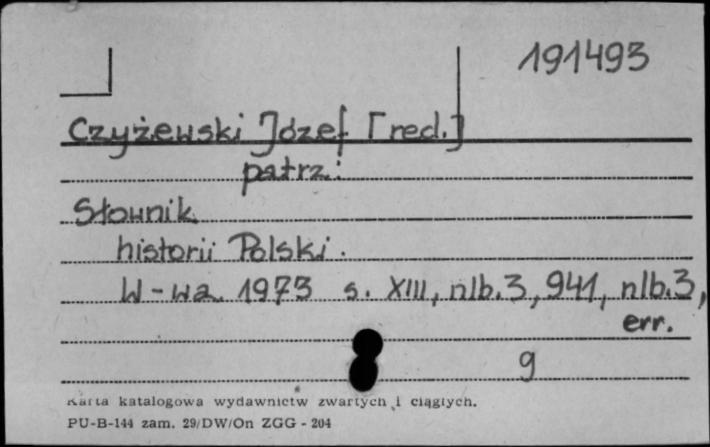 191493
Czyżewski Józef [red.]
patrz:
Słownik
historii Polski.
W-wa 1973 s. XIII, nlb.3, 941, nlb.3,
err.
g
Karta katalogowa wydawnictw zwartych i ciągłych.
PU-B-144 zam. 29/DW/On ZGG - 204